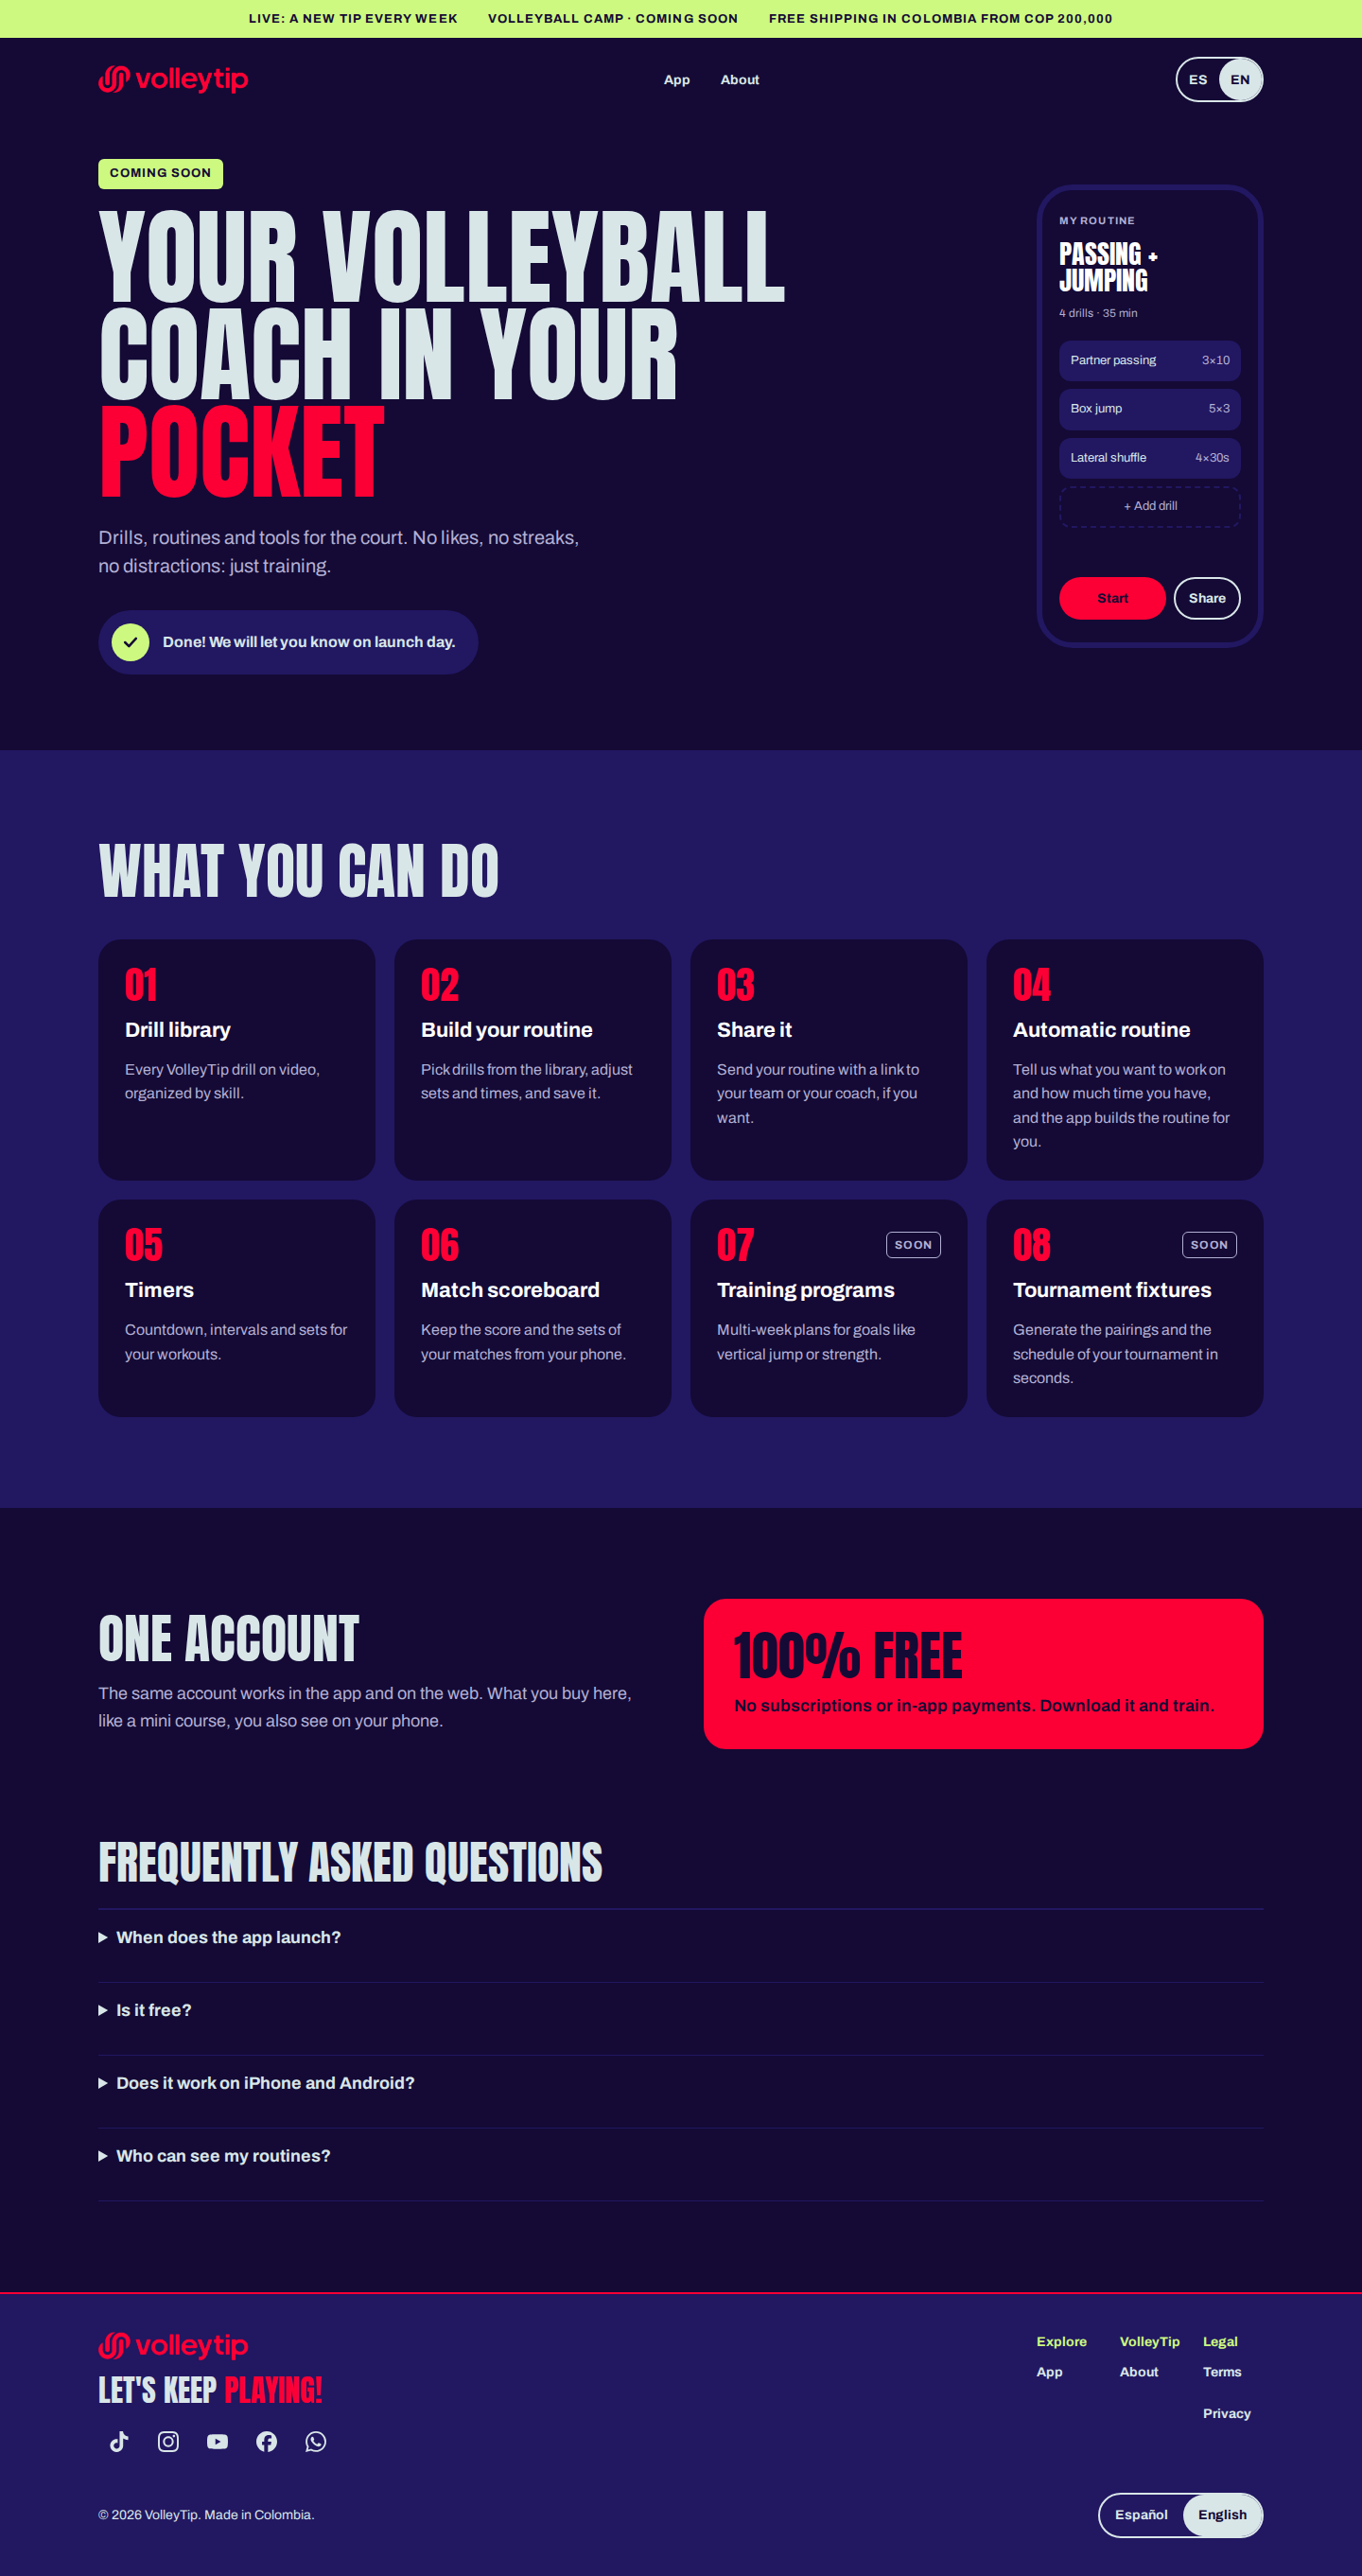 LIVE: A NEW TIP EVERY WEEK VOLLEYBALL CAMP · COMING SOON FREE SHIPPING IN COLOMBIA FROM COP 200,000
volleytip
App About
ES EN
COMING SOON
YOUR VOLLEYBALL
COACH IN YOUR
POCKET
Drills, routines and tools for the court. No likes, no streaks,
no distractions: just training.
Done! We will let you know on launch day.
MY ROUTINE
PASSING +
JUMPING
4 drills · 35 min
Partner passing 3×10
Box jump 5×3
Lateral shuffle 4×30s
+ Add drill
Start Share
WHAT YOU CAN DO
01
Drill library
Every VolleyTip drill on video,
organized by skill.
02
Build your routine
Pick drills from the library, adjust
sets and times, and save it.
03
Share it
Send your routine with a link to
your team or your coach, if you
want.
04
Automatic routine
Tell us what you want to work on
and how much time you have,
and the app builds the routine for
you.
05
Timers
Countdown, intervals and sets for
your workouts.
06
Match scoreboard
Keep the score and the sets of
your matches from your phone.
07 SOON
Training programs
Multi-week plans for goals like
vertical jump or strength.
08 SOON
Tournament fixtures
Generate the pairings and the
schedule of your tournament in
seconds.
ONE ACCOUNT
The same account works in the app and on the web. What you buy here,
like a mini course, you also see on your phone.
100% FREE
No subscriptions or in-app payments. Download it and train.
FREQUENTLY ASKED QUESTIONS
When does the app launch?
Is it free?
Does it work on iPhone and Android?
Who can see my routines?
volleytip
LET'S KEEP PLAYING!
Explore
App
VolleyTip
About
Legal
Terms
Privacy
© 2026 VolleyTip. Made in Colombia.
Español English